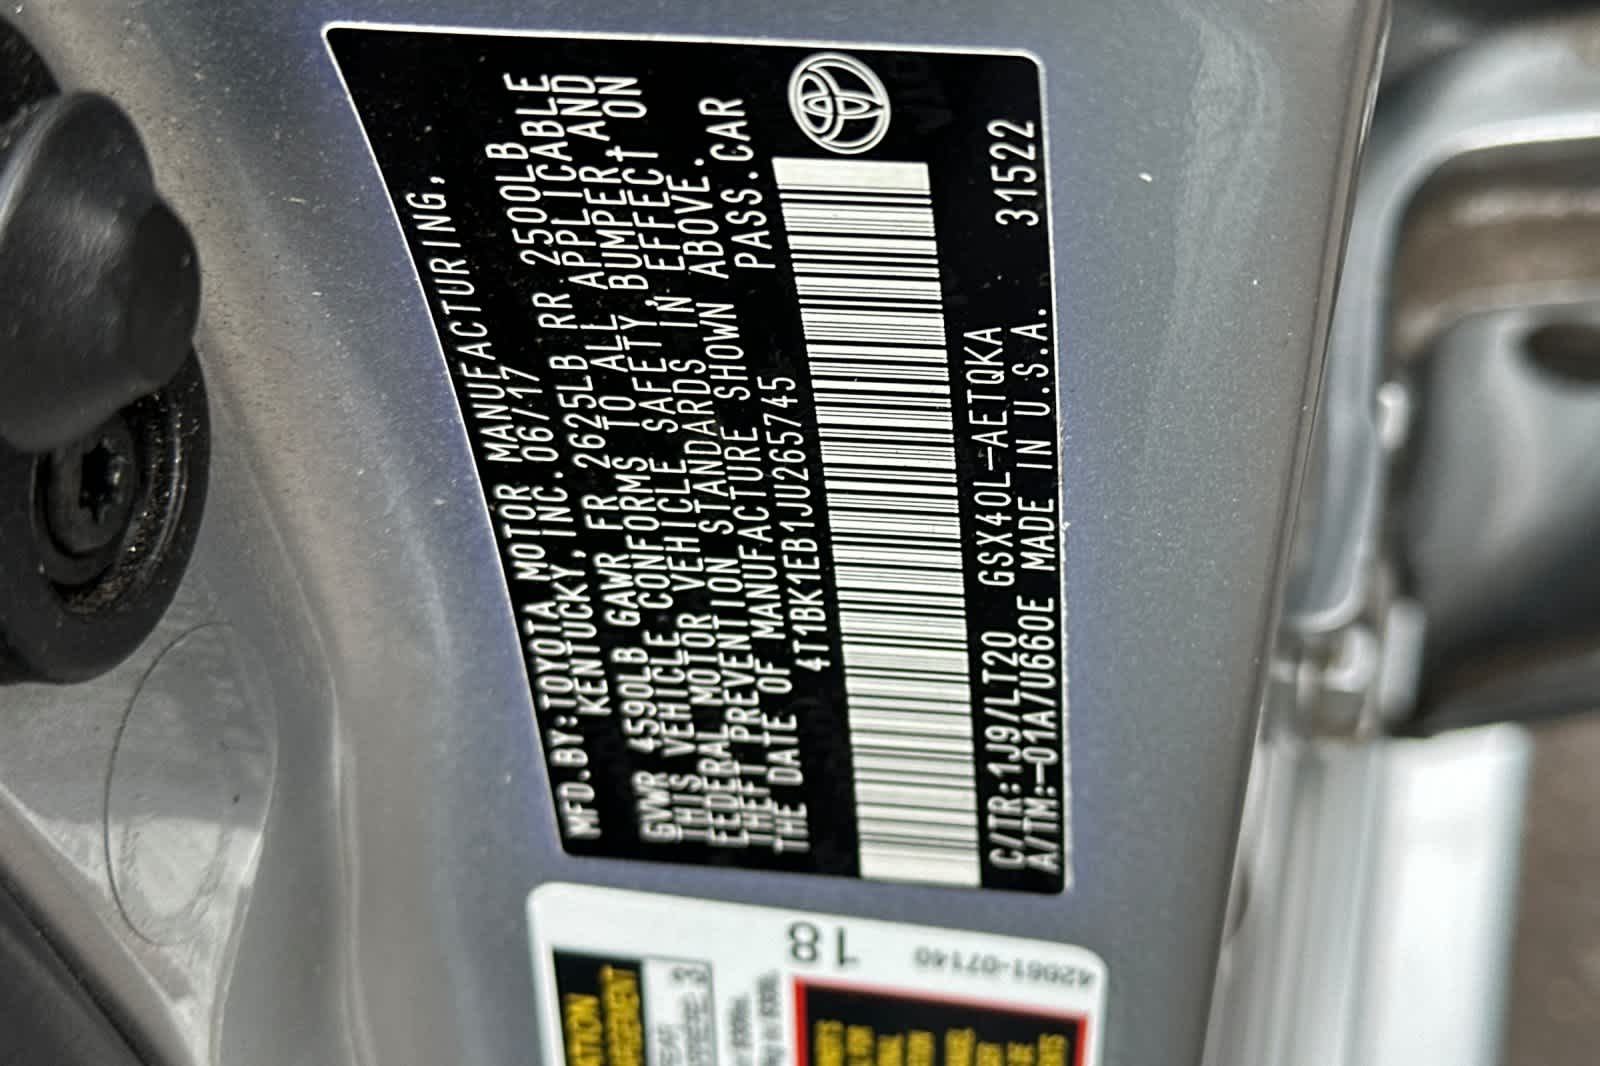 MFD.BY:TOYOTA MOTOR MANUFACTURING,
KENTUCKY, INC. 06/17
GVWR 4590LB GAWR FR 2625LB RR 2500LB
THIS VEHICLE CONFORMS TO ALL APPLICABLE
FEDERAL MOTOR VEHICLE SAFETY, BUMPER, AND
THEFT PREVENTION STANDARDS IN EFFECT ON
THE DATE OF MANUFACTURE SHOWN ABOVE.
4T1BK1EB1JU265745 PASS.CAR
C/TR:1J9/LT20 GSX40L-AETQKA 31522
A/TM:-01A/U660E MADE IN U.S.A.
18
42661-07140